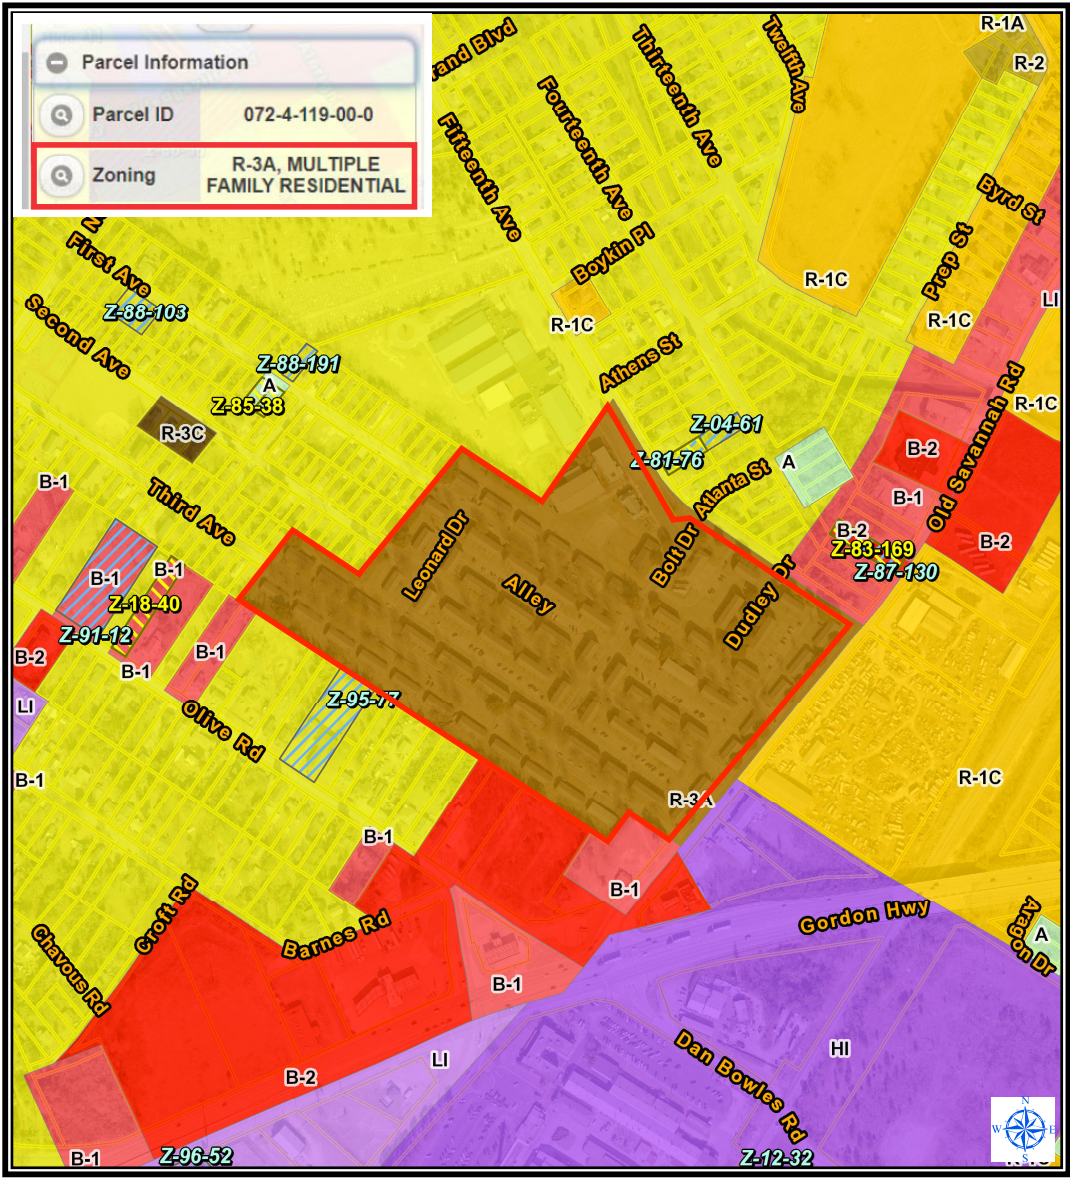 Parcel Information
Parcel ID 072-4-119-00-0
Zoning R-3A, MULTIPLE
FAMILY RESIDENTIAL
rand Blvd
Thirteenth Ave
Twelfth Ave
R-1A
R-2
Fourteenth Ave
Fifteenth Ave
Byrd St
Prep St
Boykin Pl
R-1C
LI
First Ave
Z-88-103
R-1C
R-1C
Second Ave
Z-88-191
A
Z-85-38
Athens St
Old Savannah Rd
R-1C
Z-04-61
R-3C
B-2
Z-81-76
A
Atlanta St
B-1
B-1
Third Ave
B-2
B-2
Z-83-169
Z-87-130
Leonard Dr
Alley
Bolt Dr
Dudley Dr
B-1
B-1
Z-18-40
Z-91-12
B-1
B-2
B-1
Z-95-77
LI
Olive Rd
B-1
R-1C
R-3A
B-1
B-1
Croft Rd
Barnes Rd
Gordon Hwy
Aragon Dr
A
Chavous Rd
B-1
Dan Bowles Rd
HI
LI
B-2
B-1
Z-96-52
Z-12-32
N
W E
S